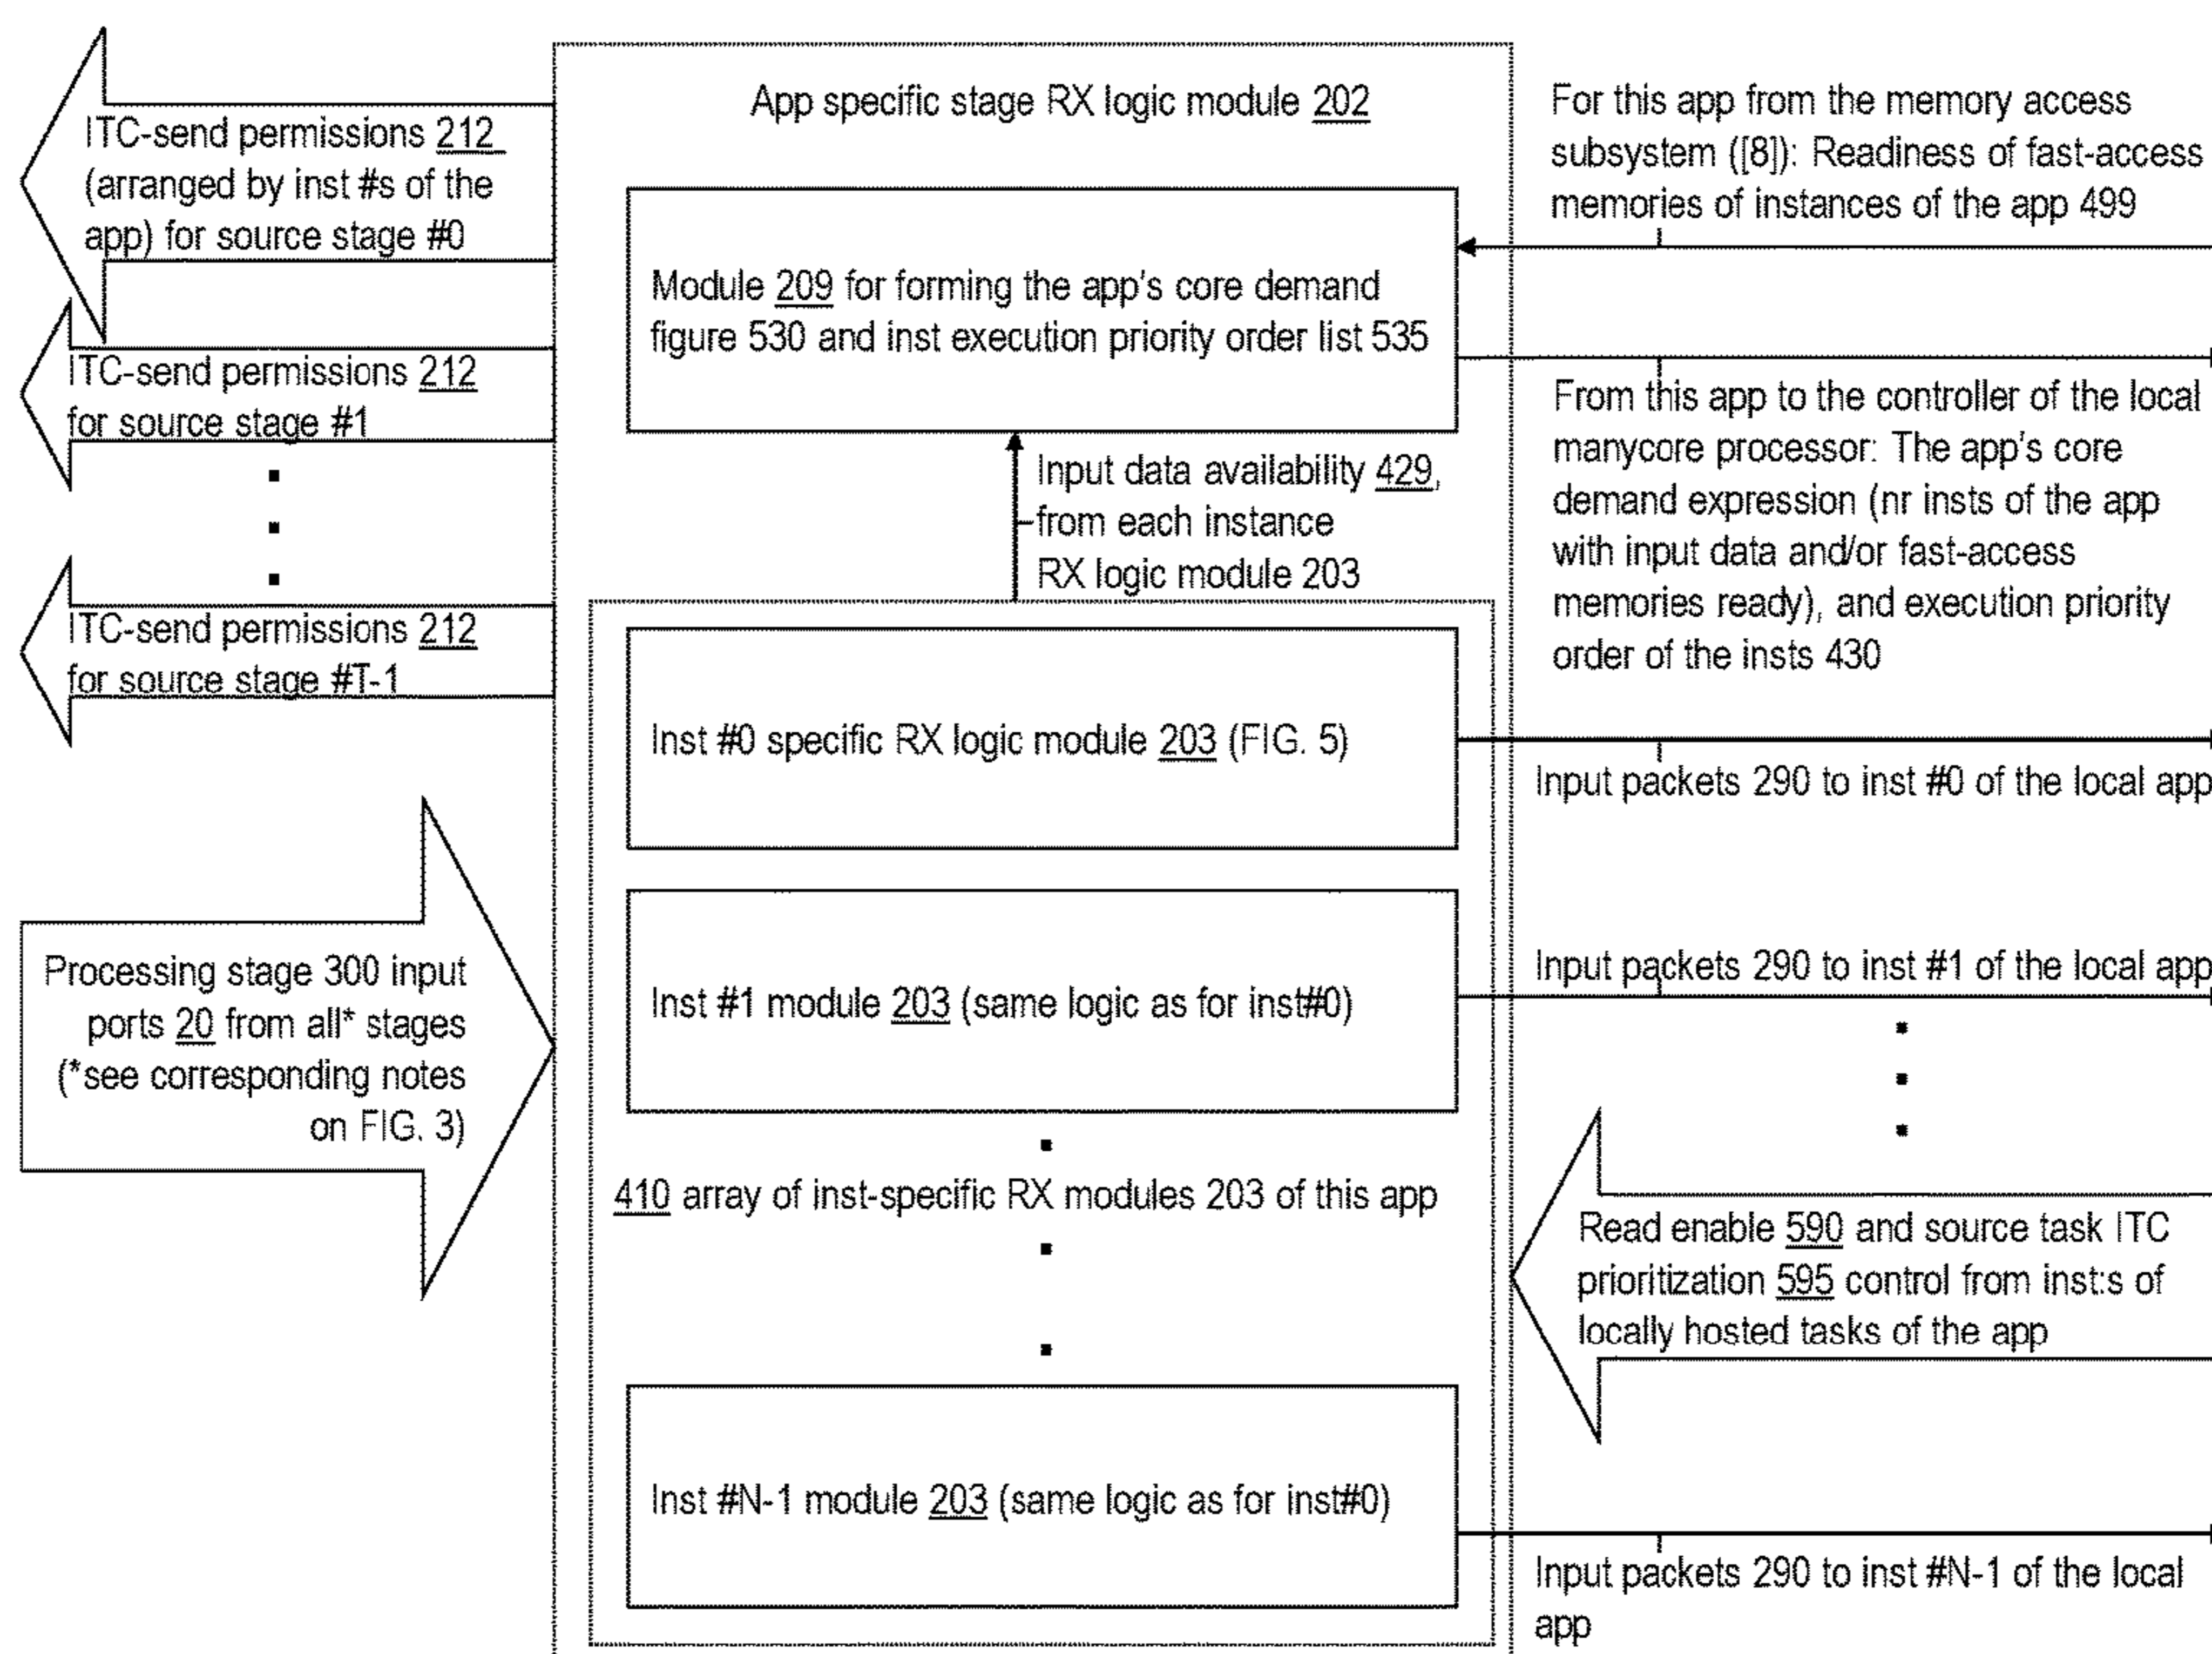 App specific stage RX logic module 202
ITC-send permissions 212
(arranged by inst #s of the
app) for source stage #0
ITC-send permissions 212
for source stage #1
ITC-send permissions 212
for source stage #T-1
Processing stage 300 input
ports 20 from all* stages
(*see corresponding notes
on FIG. 3)
Module 209 for forming the app's core demand
figure 530 and inst execution priority order list 535
Input data availability 429,
from each instance
RX logic module 203
Inst #0 specific RX logic module 203 (FIG. 5)
Inst #1 module 203 (same logic as for inst#0)
410 array of inst-specific RX modules 203 of this app
Inst #N-1 module 203 (same logic as for inst#0)
For this app from the memory access
subsystem ([8]): Readiness of fast-access
memories of instances of the app 499
From this app to the controller of the local
manycore processor: The app's core
demand expression (nr insts of the app
with input data and/or fast-access
memories ready), and execution priority
order of the insts 430
Input packets 290 to inst #0 of the local app
Input packets 290 to inst #1 of the local app
Read enable 590 and source task ITC
prioritization 595 control from inst:s of
locally hosted tasks of the app
Input packets 290 to inst #N-1 of the local
app